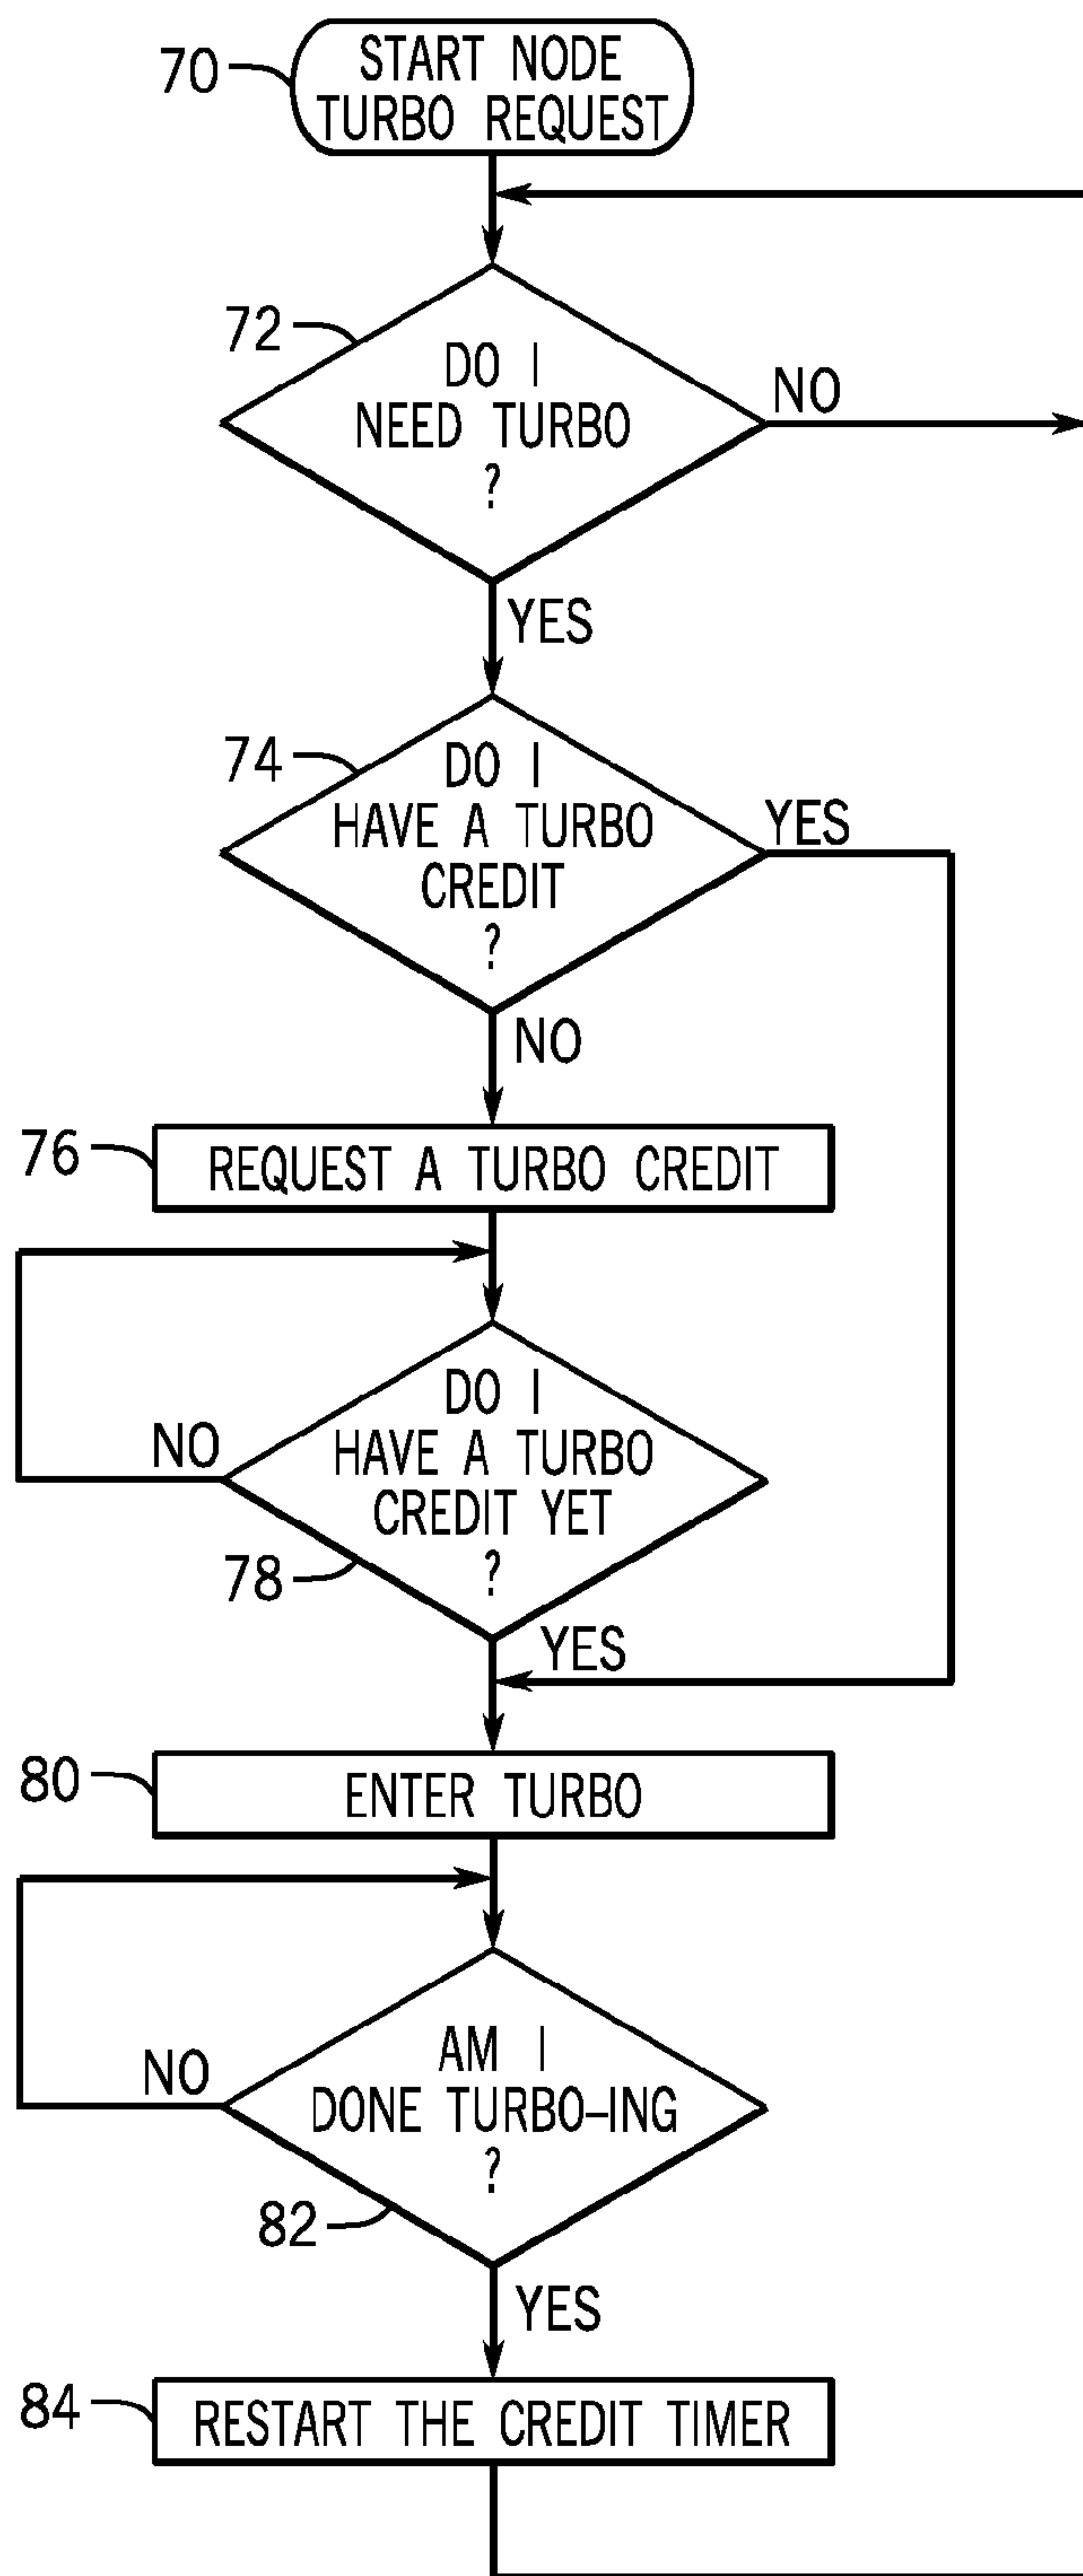 70
START NODE
TURBO REQUEST
72
DO I
NEED TURBO
?
NO
YES
74
DO I
HAVE A TURBO
CREDIT
?
YES
NO
76
REQUEST A TURBO CREDIT
DO I
HAVE A TURBO
CREDIT YET
?
NO
78
YES
80
ENTER TURBO
AM I
DONE TURBO-ING
?
NO
82
YES
84
RESTART THE CREDIT TIMER